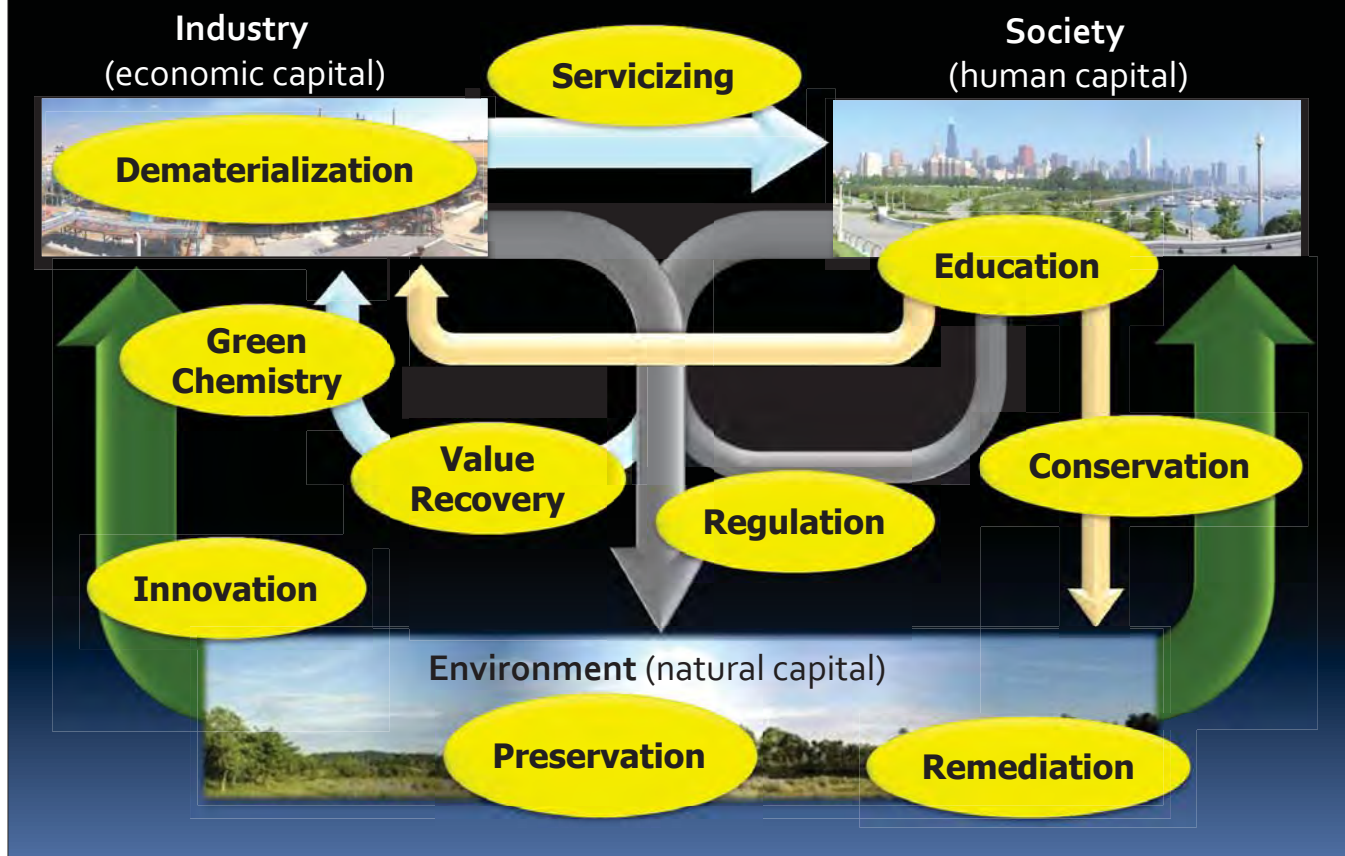 Industry
(economic capital)
Servicizing
Society
(human capital)
Dematerialization
Education
Green
Chemistry
Value
Recovery
Regulation
Conservation
Innovation
Environment (natural capital)
Preservation
Remediation